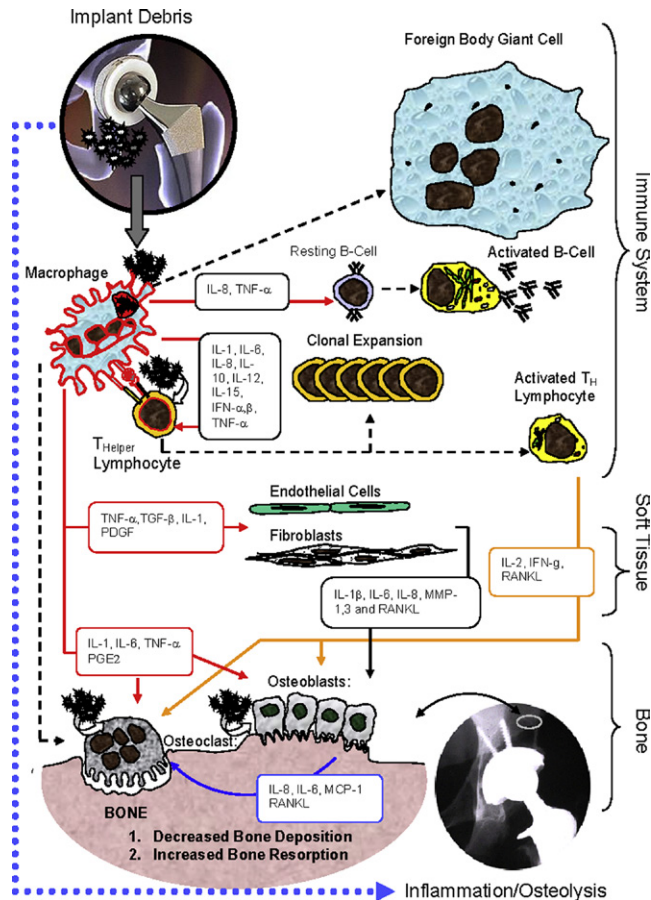 Implant Debris
Foreign Body Giant Cell
Immune System
Macrophage
Resting B-Cell
Activated B-Cell
IL-8, TNF-α
Clonal Expansion
IL-1, IL-6,
IL-8, IL-
10, IL-12,
IL-15,
IFN-α,β,
TNF-α
Activated TH
Lymphocyte
THelper
Lymphocyte
Endothelial Cells
Soft Tissue
TNF-α,TGF-β, IL-1,
PDGF
Fibroblasts
IL-2, IFN-g,
RANKL
IL-1β, IL-6, IL-8, MMP-
1,3 and RANKL
IL-1, IL-6, TNF-α
PGE2
Bone
Osteoblasts:
Osteoclast:
IL-8, IL-6, MCP-1
RANKL
BONE
1. Decreased Bone Deposition
2. Increased Bone Resorption
Inflammation/Osteolysis